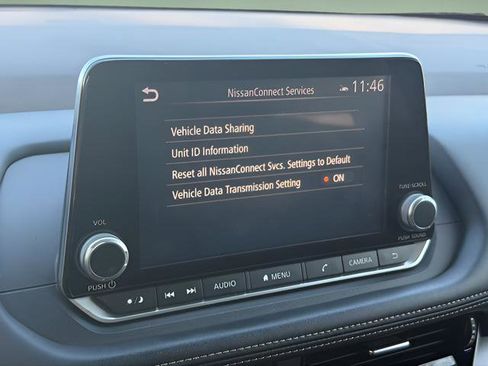 NissanConnect Services
11:46
Vehicle Data Sharing
Unit ID Information
Reset all NissanConnect Svcs. Settings to Default
Vehicle Data Transmission Setting ON
VOL
PUSH
TUNE·SCROLL
PUSH SOUND
AUDIO
MENU
CAMERA